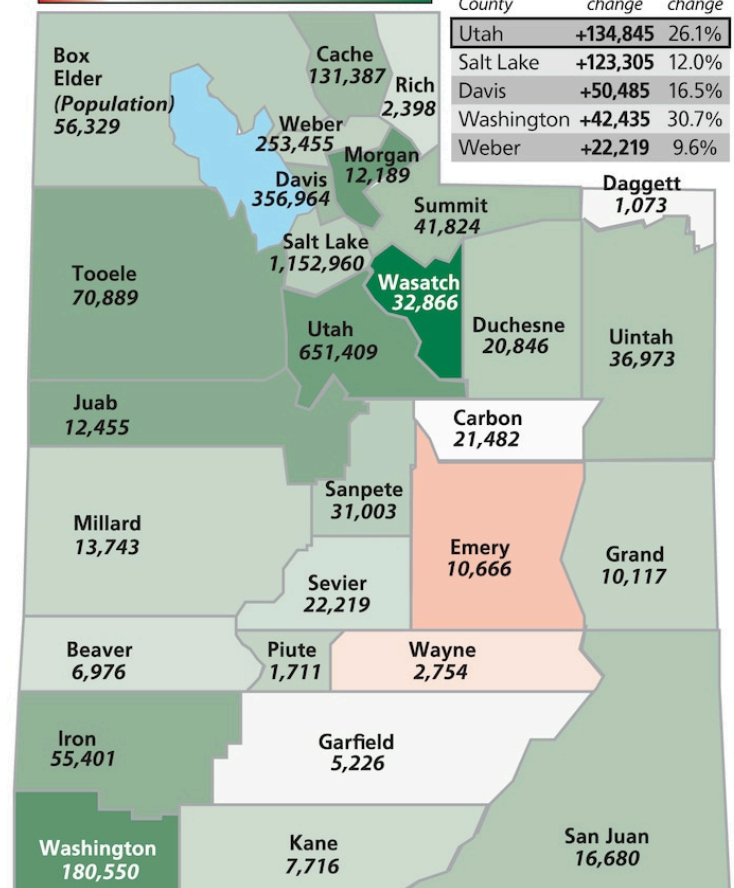 County change change
Utah +134,845 26.1%
Salt Lake +123,305 12.0%
Davis +50,485 16.5%
Washington +42,435 30.7%
Weber +22,219 9.6%
Box
Elder
(Population)
56,329
Cache
131,387
Rich
2,398
Weber
253,455
Morgan
12,189
Davis
356,964
Daggett
1,073
Summit
41,824
Salt Lake
1,152,960
Tooele
70,889
Wasatch
32,866
Utah
651,409
Duchesne
20,846
Uintah
36,973
Juab
12,455
Carbon
21,482
Sanpete
31,003
Millard
13,743
Emery
10,666
Grand
10,117
Sevier
22,219
Beaver
6,976
Piute
1,711
Wayne
2,754
Iron
55,401
Garfield
5,226
Washington
180,550
Kane
7,716
San Juan
16,680